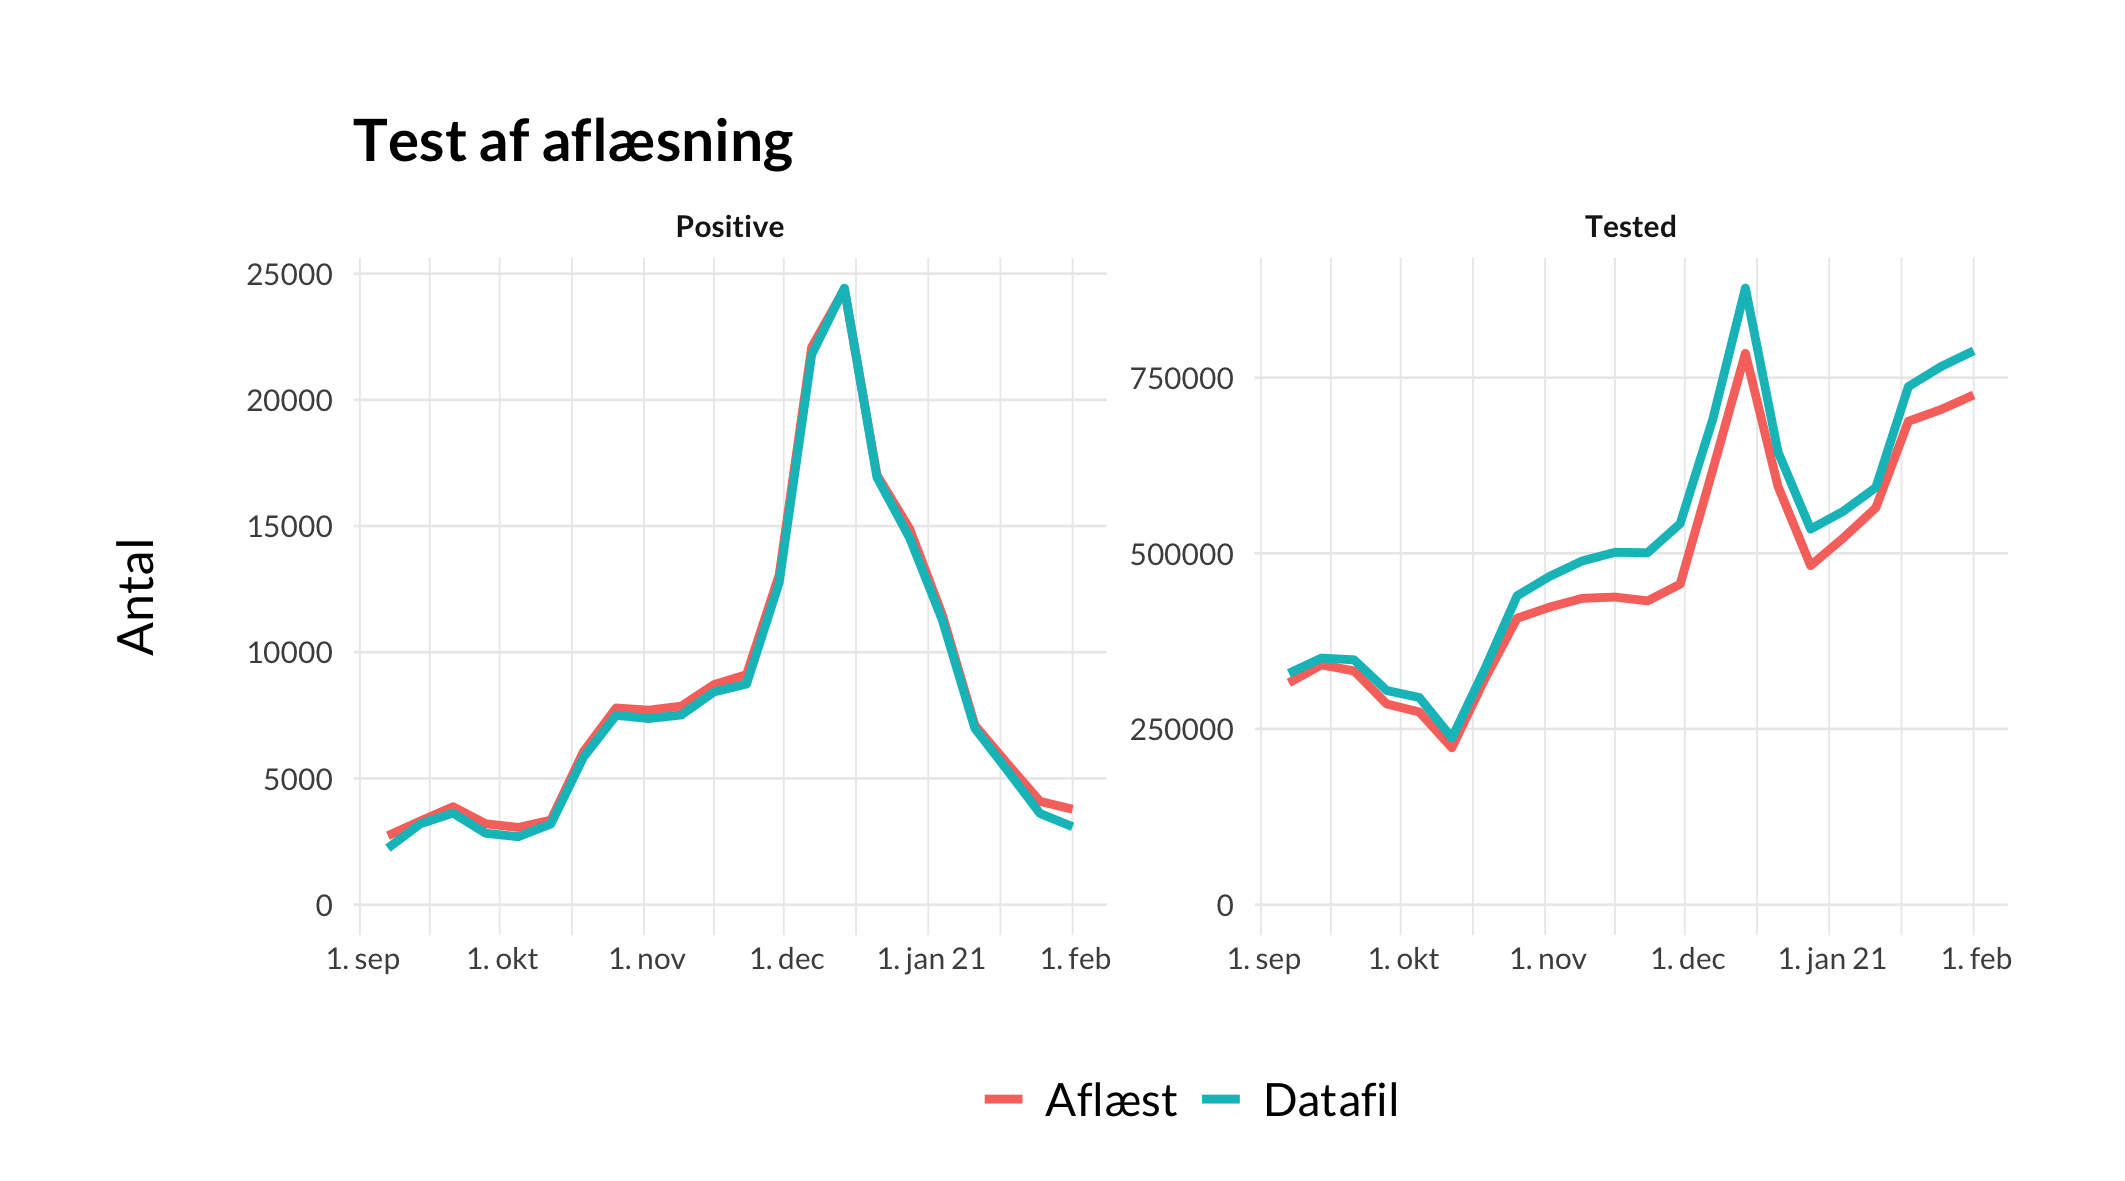 Test af aflæsning
Positive
Tested
Antal
25000
20000
15000
10000
5000
0
750000
500000
250000
0
1. sep 1. okt 1. nov 1. dec 1. jan 21 1. feb
1. sep 1. okt 1. nov 1. dec 1. jan 21 1. feb
Aflæst Datafil